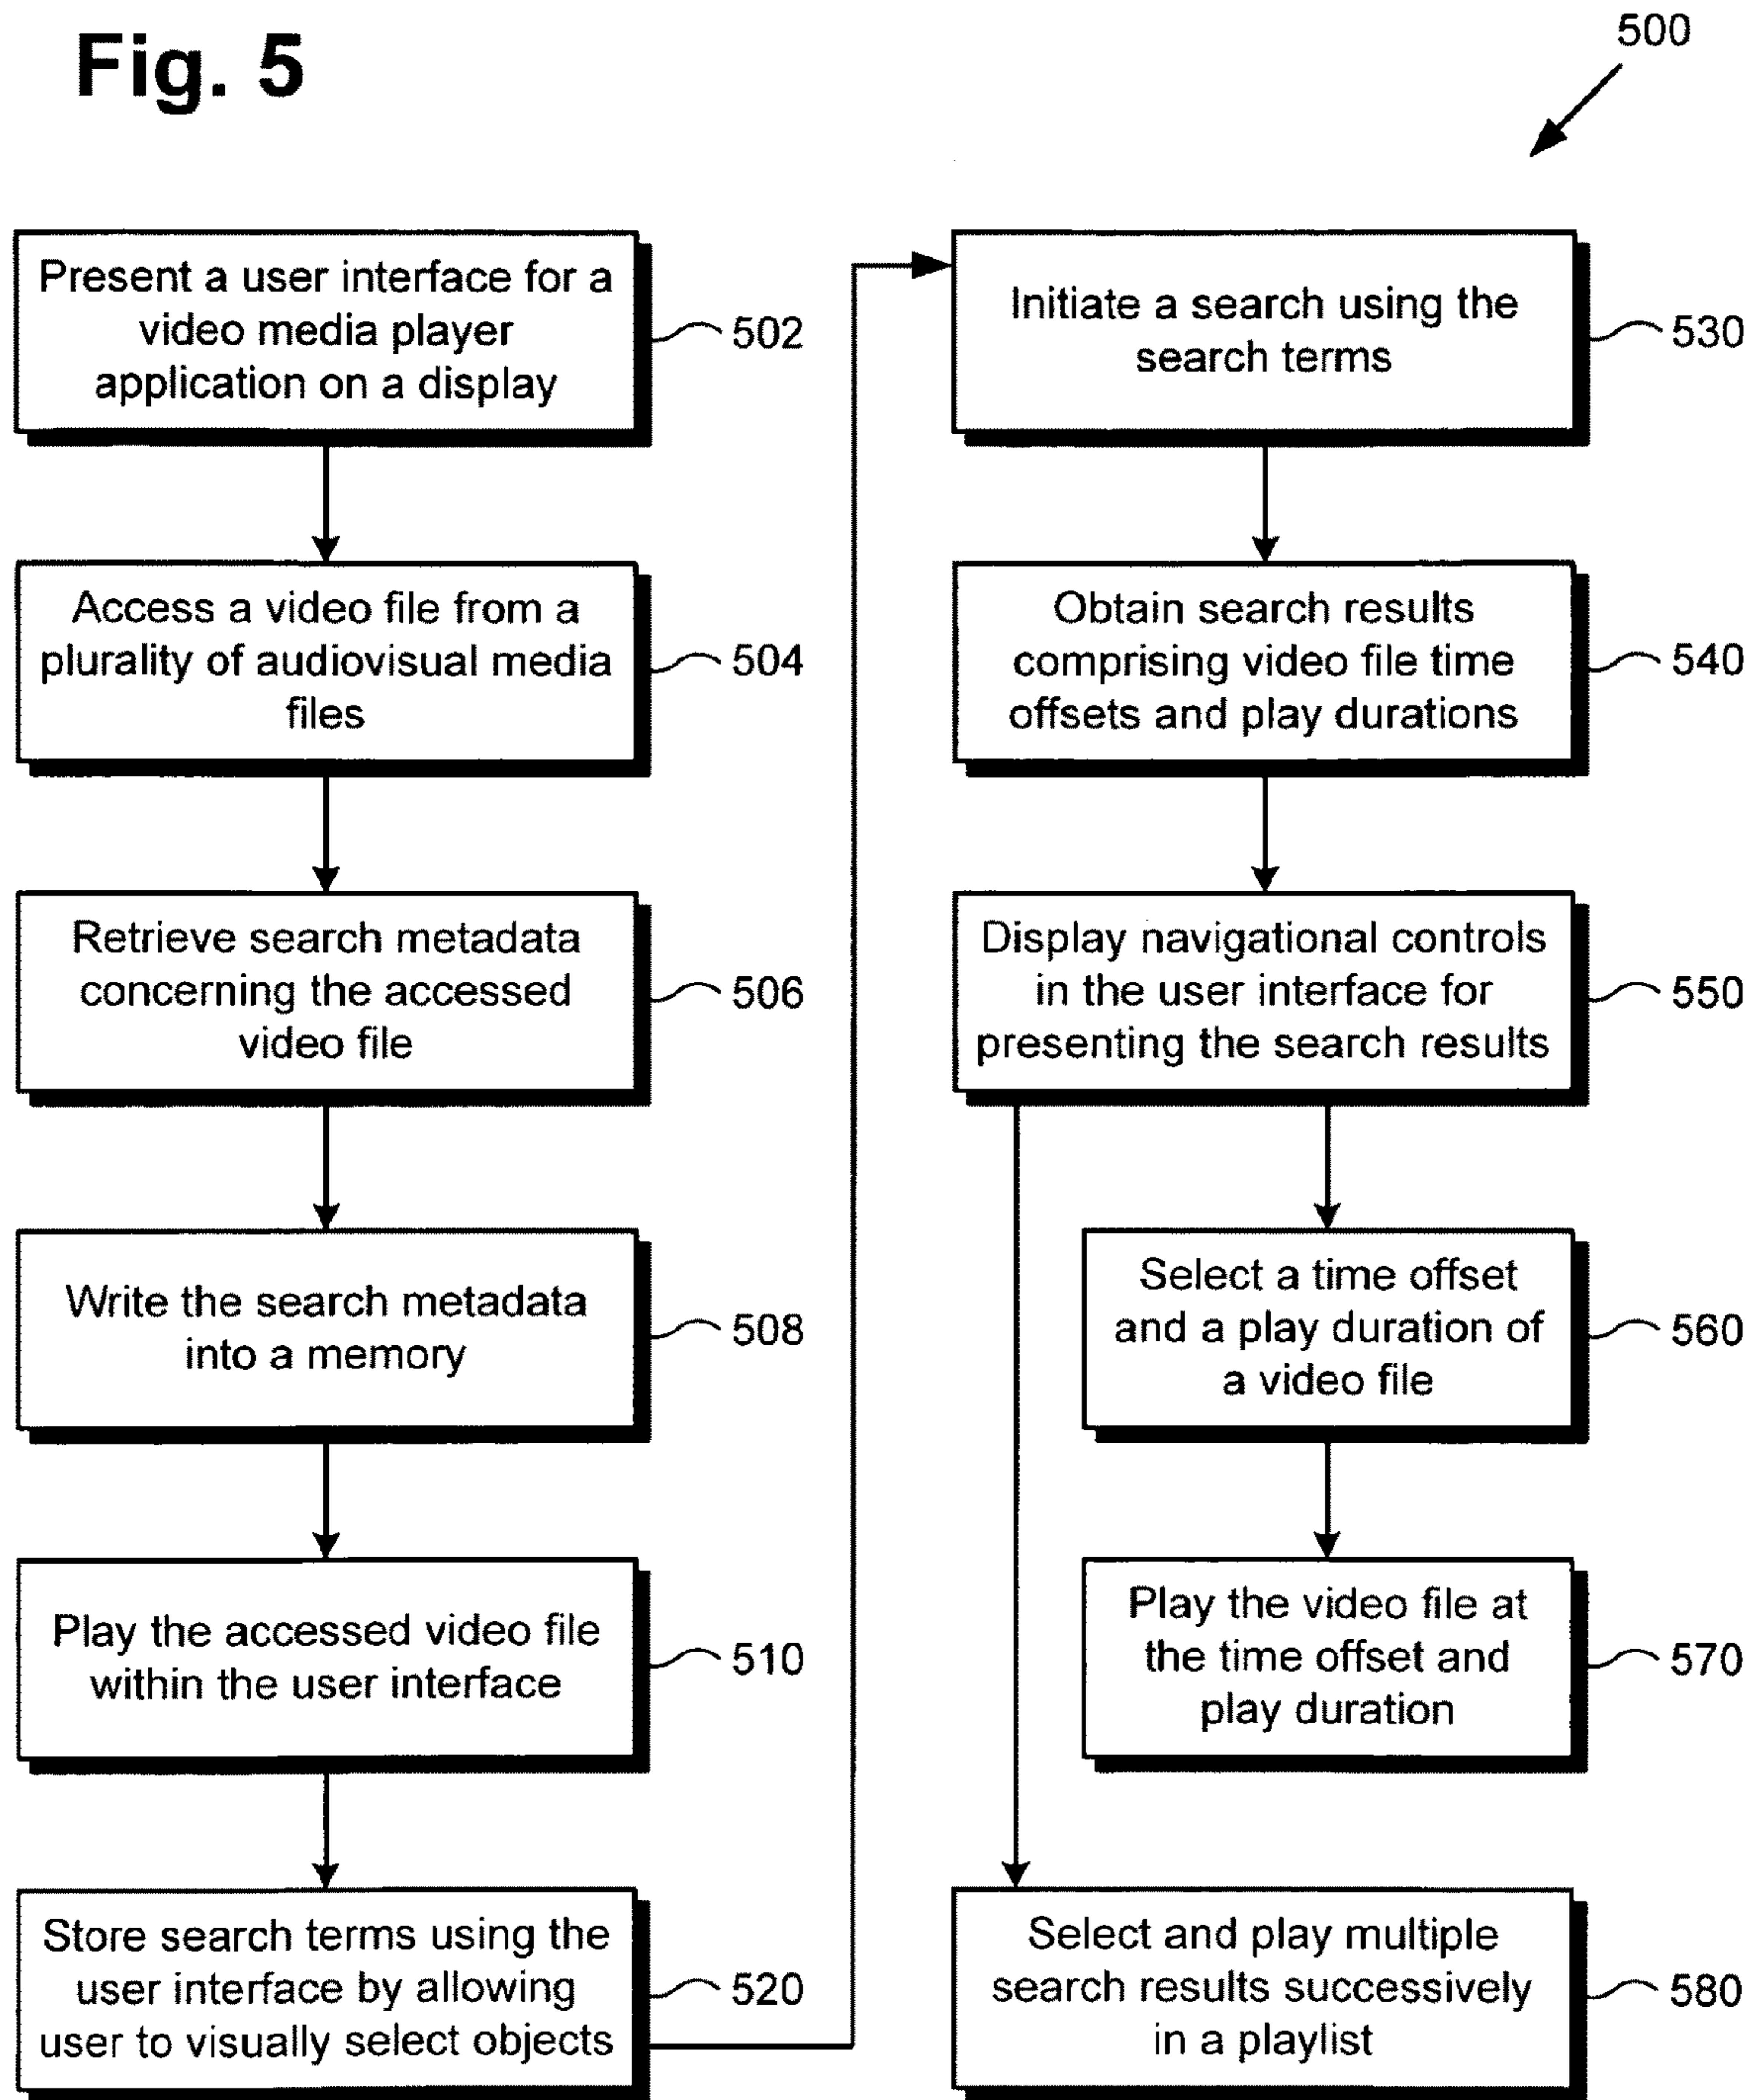 Fig. 5
500
Present a user interface for a
video media player
application on a display
502
Access a video file from a
plurality of audiovisual media
files
504
Retrieve search metadata
concerning the accessed
video file
506
Write the search metadata
into a memory
508
Play the accessed video file
within the user interface
510
Store search terms using the
user interface by allowing
user to visually select objects
520
Initiate a search using the
search terms
530
Obtain search results
comprising video file time
offsets and play durations
540
Display navigational controls
in the user interface for
presenting the search results
550
Select a time offset
and a play duration of
a video file
560
Play the video file at
the time offset and
play duration
570
Select and play multiple
search results successively
in a playlist
580